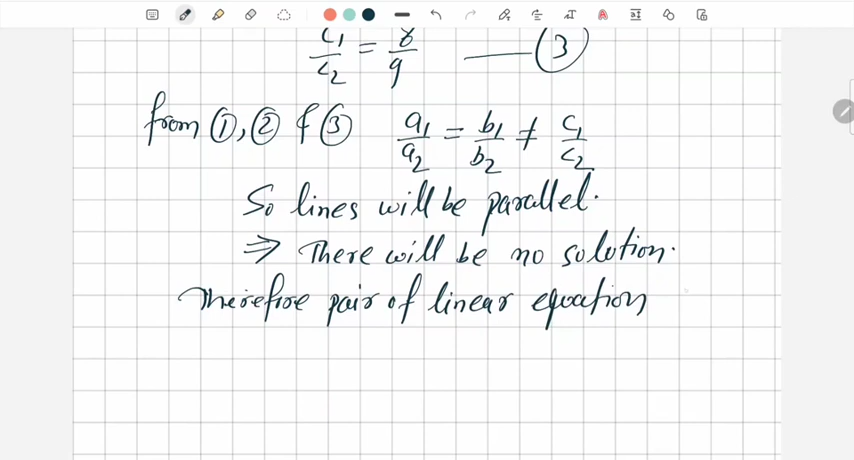 c₁/c₂ = 8/9 —— ③
from ①, ② & ③ a₁/a₂ = b₁/b₂ ≠ c₁/c₂
So lines will be parallel.
⇒ There will be no solution.
Therefore pair of linear equation